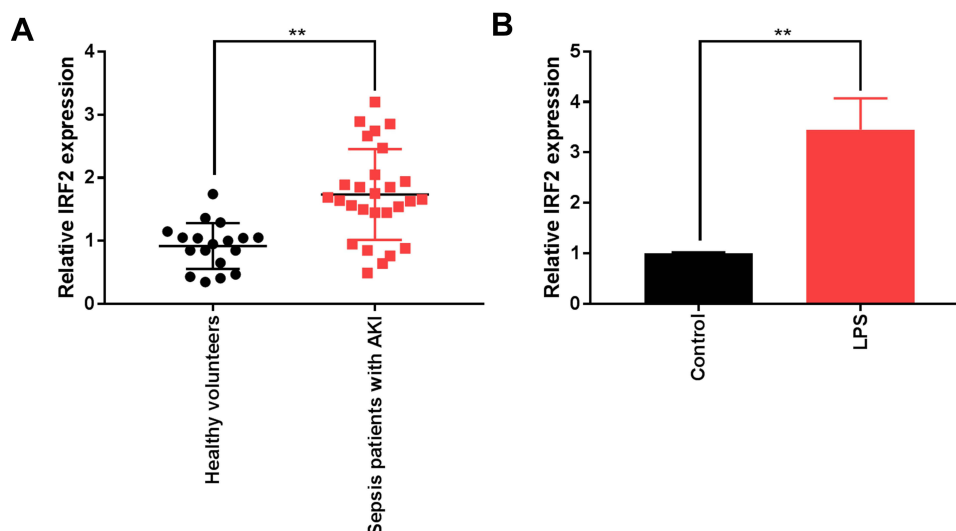 A
Relative IRF2 expression
4
3
2
1
0
**
Healthy volunteers
Sepsis patients with AKI
B
Relative IRF2 expression
5
4
3
2
1
0
**
Control
LPS